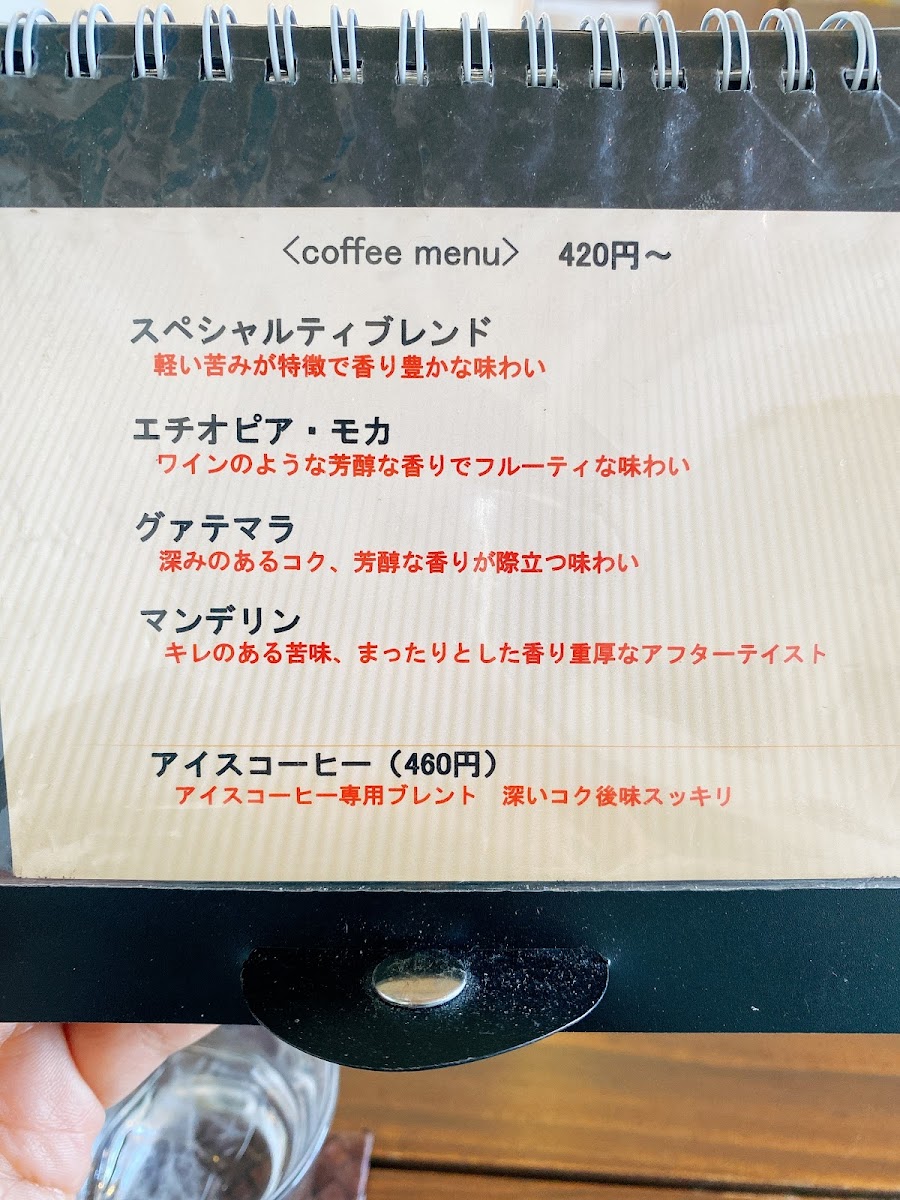 <coffee menu> 420円～
スペシャルティブレンド
軽い苦みが特徴で香り豊かな味わい
エチオピア・モカ
ワインのような芳醇な香りでフルーティな味わい
グァテマラ
深みのあるコク、芳醇な香りが際立つ味わい
マンデリン
キレのある苦味、まったりとした香り重厚なアフターテイスト
アイスコーヒー（460円）
アイスコーヒー専用ブレント 深いコク後味スッキリ